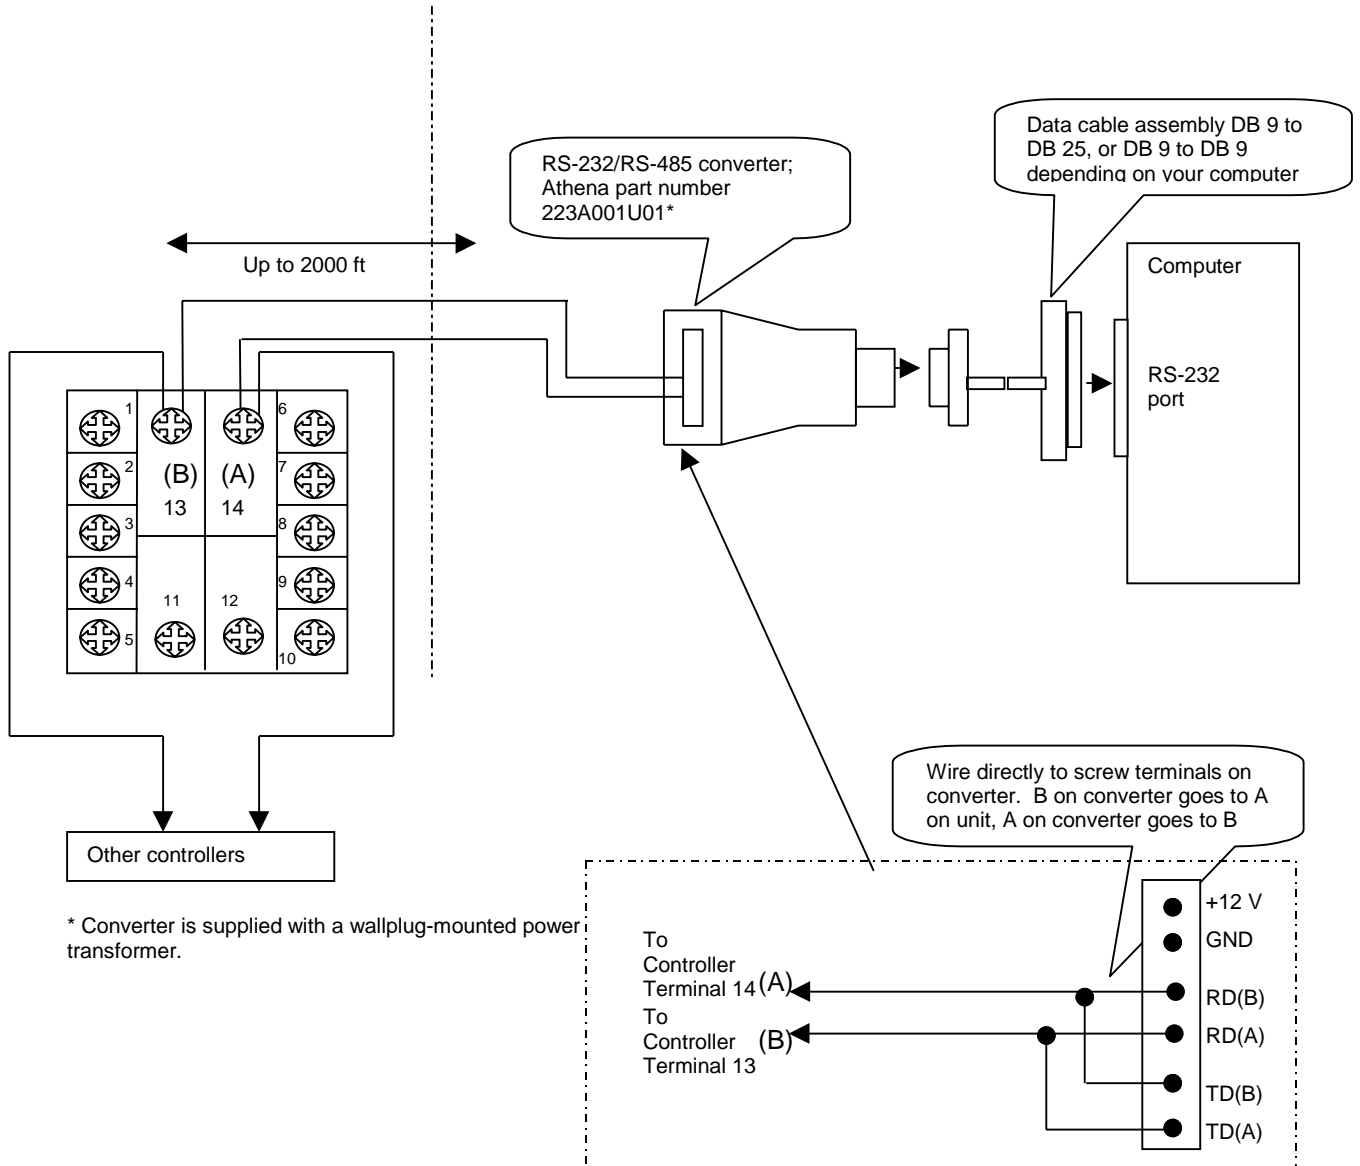 Data cable assembly DB 9 to
DB 25, or DB 9 to DB 9
depending on your computer
RS-232/RS-485 converter;
Athena part number
223A001U01*
Up to 2000 ft
Computer
RS-232
port
1
2
3
4
5
(B)
13
(A)
14
11
12
6
7
8
9
10
Other controllers
* Converter is supplied with a wallplug-mounted power
transformer.
Wire directly to screw terminals on
converter.  B on converter goes to A
on unit, A on converter goes to B
To
Controller
Terminal 14 (A)
To
Controller (B)
Terminal 13
+12 V
GND
RD(B)
RD(A)
TD(B)
TD(A)